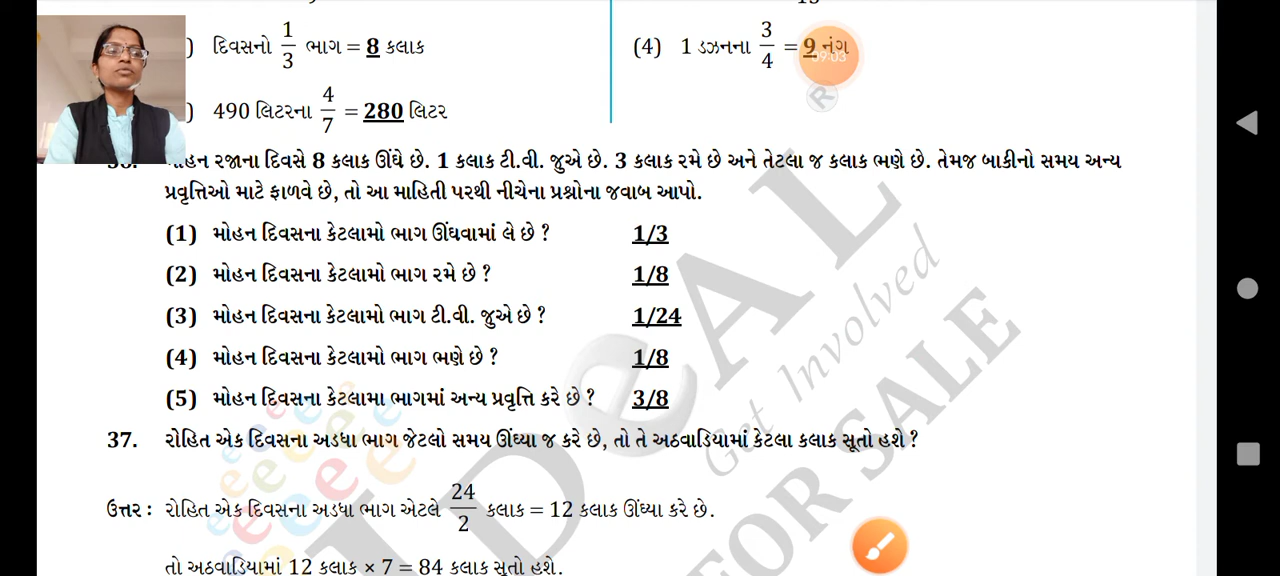 ) દિવસનો 1/3 ભાગ = 8 કલાક
(4) 1 ડઝનના 3/4 = 9 નંગ
09:03
) 490 લિટરના 4/7 = 280 લિટર
®
મોહન રજાના દિવસે 8 કલાક ઊંઘે છે. 1 કલાક ટી.વી. જુએ છે. 3 કલાક રમે છે અને તેટલા જ કલાક ભણે છે. તેમજ બાકીનો સમય અન્ય
પ્રવૃત્તિઓ માટે ફાળવે છે, તો આ માહિતી પરથી નીચેના પ્રશ્નોના જવાબ આપો.
(1) મોહન દિવસના કેટલામો ભાગ ઊંઘવામાં લે છે ? 1/3
(2) મોહન દિવસના કેટલામો ભાગ રમે છે ? 1/8
(3) મોહન દિવસના કેટલામો ભાગ ટી.વી. જુએ છે ? 1/24
(4) મોહન દિવસના કેટલામો ભાગ ભણે છે ? 1/8
(5) મોહન દિવસના કેટલામા ભાગમાં અન્ય પ્રવૃત્તિ કરે છે ? 3/8
37. રોહિત એક દિવસના અડધા ભાગ જેટલો સમય ઊંઘ્યા જ કરે છે, તો તે અઠવાડિયામાં કેટલા કલાક સૂતો હશે ?
ઉત્તર : રોહિત એક દિવસના અડધા ભાગ એટલે 24/2 કલાક = 12 કલાક ઊંઘ્યા કરે છે.
તો અઠવાડિયામાં 12 કલાક × 7 = 84 કલાક સુતો હશે.
IDeAL
Get Involved
FOR SALE